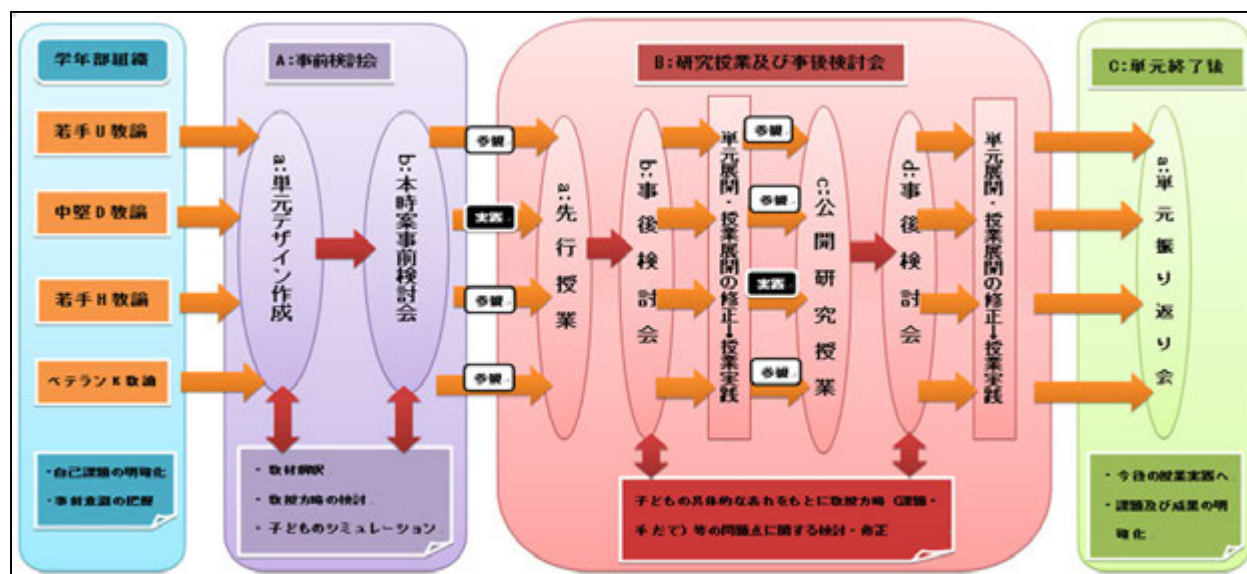 学年部組織
若手U教諭
中堅D教諭
若手H教諭
ベテランK教諭
・自己課題の明確化
・事前意識の把握
A:事前検討会
a:単元デザイン作成
b:本時案事前検討会
・教材解釈
・教授方略の検討
・子どものシミュレーション
参観
実践
参観
参観
B:研究授業及び事後検討会
a:先行授業
b:事後検討会
単元展開・授業展開の修正→授業実践
参観
参観
実践
参観
c:公開研究授業
d:事後検討会
単元展開・授業展開の修正→授業実践
子どもの具体的なあれをもとに教授方略(課題・
手だて)等の問題点に関する検討・修正
C:単元終了後
a:単元振り返り会
・今後の授業実践へ
・課題及び成果の明
確化